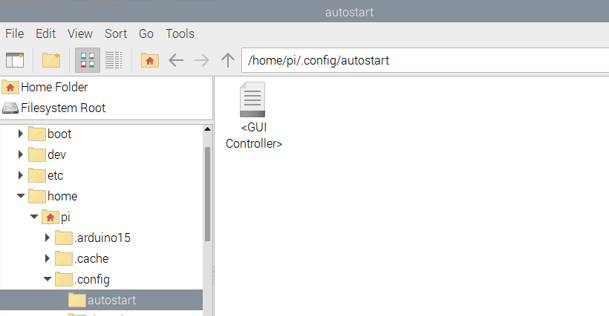 autostart
File Edit View Sort Go Tools
/home/pi/.config/autostart
Home Folder
Filesystem Root
boot
dev
etc
home
pi
.arduino15
.cache
.config
autostart
<GUI
Controller>